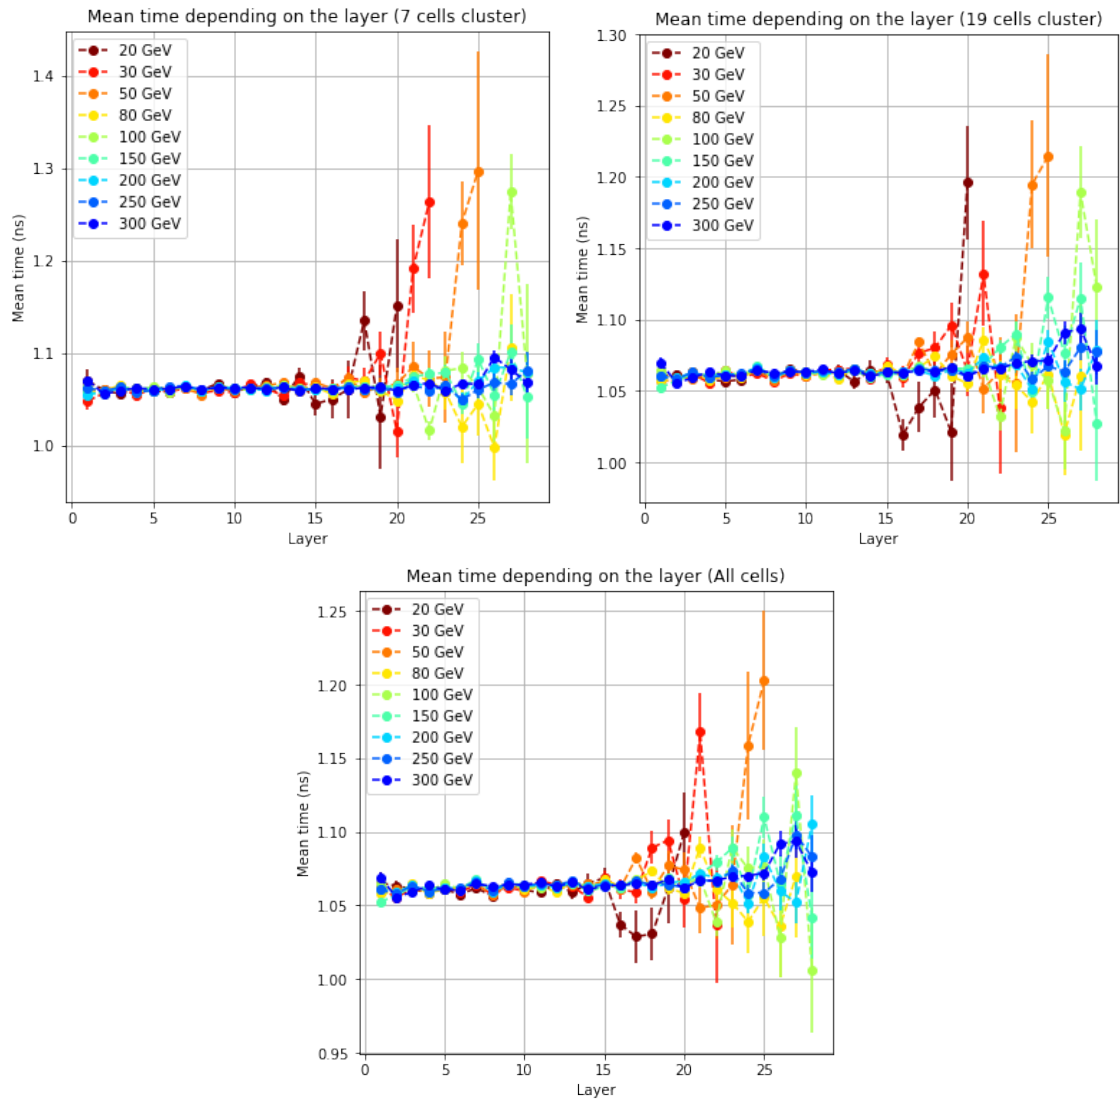 Mean time depending on the layer (7 cells cluster)
Mean time (ns)
1.4
1.3
1.2
1.1
1.0
20 GeV
30 GeV
50 GeV
80 GeV
100 GeV
150 GeV
200 GeV
250 GeV
300 GeV
0 5 10 15 20 25
Layer
Mean time depending on the layer (19 cells cluster)
Mean time (ns)
1.30
1.25
1.20
1.15
1.10
1.05
1.00
20 GeV
30 GeV
50 GeV
80 GeV
100 GeV
150 GeV
200 GeV
250 GeV
300 GeV
0 5 10 15 20 25
Layer
Mean time depending on the layer (All cells)
Mean time (ns)
1.25
1.20
1.15
1.10
1.05
1.00
0.95
20 GeV
30 GeV
50 GeV
80 GeV
100 GeV
150 GeV
200 GeV
250 GeV
300 GeV
0 5 10 15 20 25
Layer